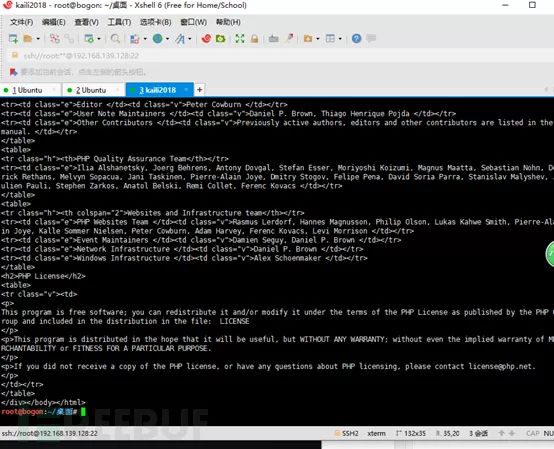 kaili2018 - root@bogon: ~/桌面 - Xshell 6 (Free for Home/School)
文件(F) 编辑(E) 查看(V) 工具(T) 选项卡(B) 窗口(W) 帮助(H)
ssh://root:**@192.168.139.128:22
要添加当前会话，点击左侧的箭头按钮。
1 Ubuntu 2 Ubuntu 3 kaili2018 +
<tr><td class="e">Editor </td><td class="v">Peter Cowburn </td></tr>
<tr><td class="e">User Note Maintainers </td><td class="v">Daniel P. Brown, Thiago Henrique Pojda </td></tr>
<tr><td class="e">Other Contributors </td><td class="v">Previously active authors, editors and other contributors are listed in the
manual. </td></tr>
</table>
<table>
<tr class="h"><th>PHP Quality Assurance Team</th></tr>
<tr><td class="e">Ilia Alshanetsky, Joerg Behrens, Antony Dovgal, Stefan Esser, Moriyoshi Koizumi, Magnus Maatta, Sebastian Nohn, De
rick Rethans, Melvyn Sopacua, Jani Taskinen, Pierre-Alain Joye, Dmitry Stogov, Felipe Pena, David Soria Parra, Stanislav Malyshev,
ulien Pauli, Stephen Zarkos, Anatol Belski, Remi Collet, Ferenc Kovacs </td></tr>
</table>
<table>
<tr class="h"><th colspan="2">Websites and Infrastructure team</th></tr>
<tr><td class="e">PHP Websites Team </td><td class="v">Rasmus Lerdorf, Hannes Magnusson, Philip Olson, Lukas Kahwe Smith, Pierre-Ala
in Joye, Kalle Sommer Nielsen, Peter Cowburn, Adam Harvey, Ferenc Kovacs, Levi Morrison </td></tr>
<tr><td class="e">Event Maintainers </td><td class="v">Damien Seguy, Daniel P. Brown </td></tr>
<tr><td class="e">Network Infrastructure </td><td class="v">Daniel P. Brown </td></tr>
<tr><td class="e">Windows Infrastructure </td><td class="v">Alex Schoenmaker </td></tr>
</table>
<h2>PHP License</h2>
<table>
<tr class="v"><td>
<p>
This program is free software; you can redistribute it and/or modify it under the terms of the PHP License as published by the PHP G
roup and included in the distribution in the file:  LICENSE
</p>
<p>This program is distributed in the hope that it will be useful, but WITHOUT ANY WARRANTY; without even the implied warranty of ME
RCHANTABILITY or FITNESS FOR A PARTICULAR PURPOSE.
</p>
<p>If you did not receive a copy of the PHP license, or have any questions about PHP licensing, please contact license@php.net.
</p>
</td></tr>
</table>
</div></body></html>
root@bogon:~/桌面#
REEBUF
ssh://root@192.168.139.128:22 SSH2 xterm 132x35 35,20 3 会话 CAP NU